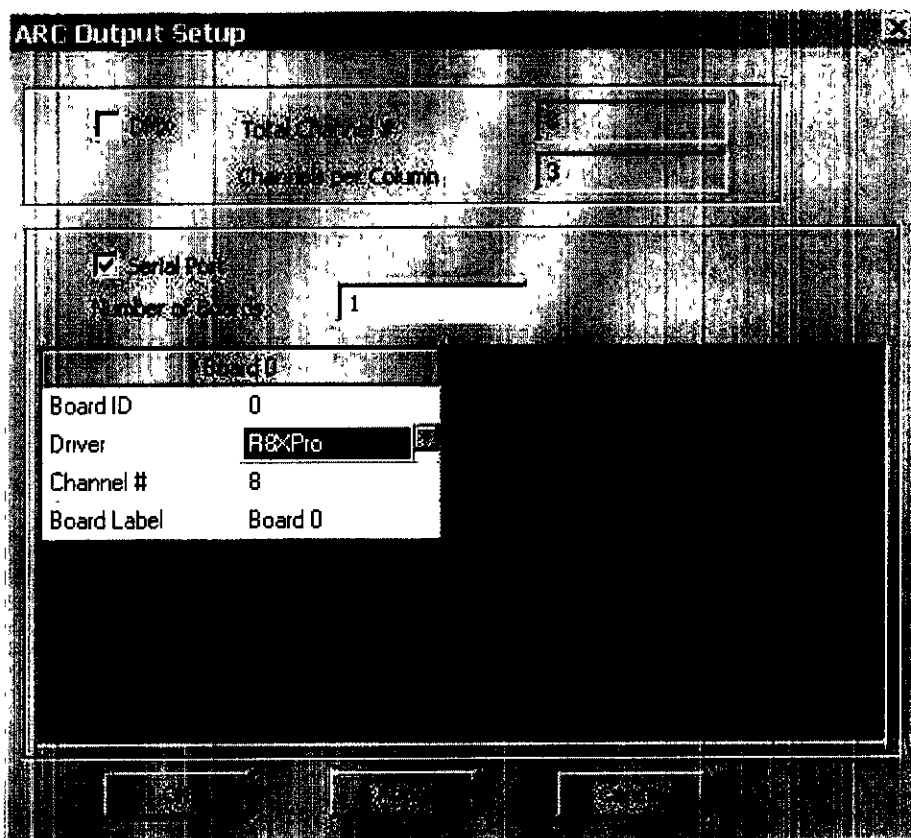 ARC Output Setup
Total Channel #
Channels per Column 3
Serial Port
Number of Boards 1
Board 0
Board ID 0
Driver R8XPro
Channel # 8
Board Label Board 0